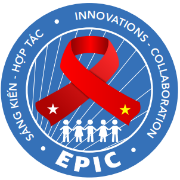 SÁNG KIẾN - HỢP TÁC • INNOVATIONS - COLLABORATION
• EPIC •